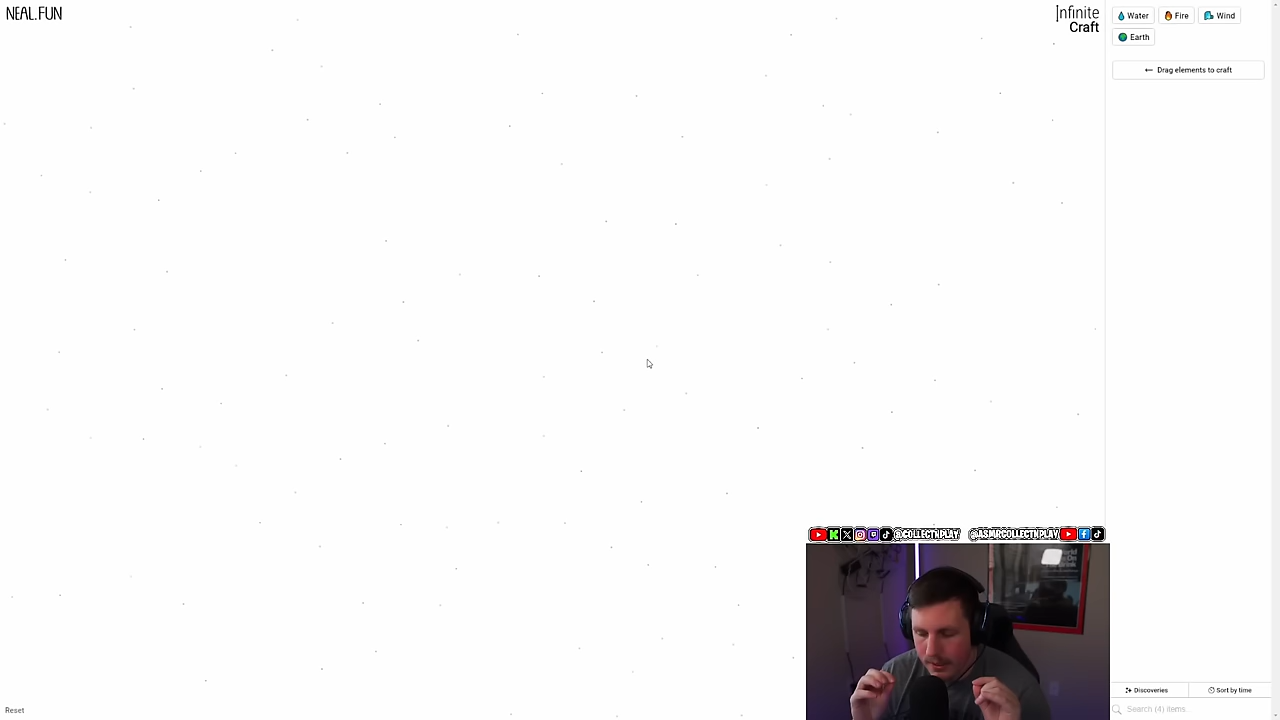 NEAL.FUN
Infinite
Craft
Water
Fire
Wind
Earth
← Drag elements to craft
@COLLECTNPLAY
@ASMRCOLLECTNPLAY
Reset
Discoveries
Sort by time
Search (4) items...